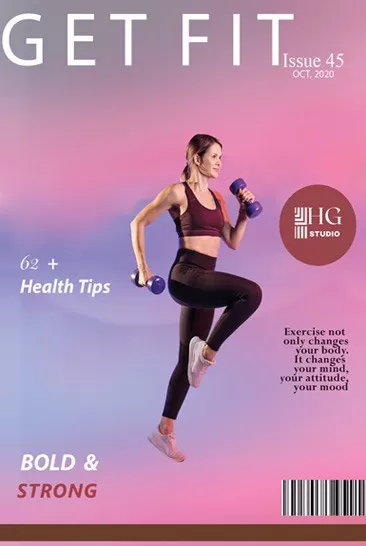 GET FIT
Issue 45
OCT, 2020
HG
STUDIO
62 +
Health Tips
Exercise not
only changes
your body.
It changes
your mind,
your attitude,
your mood
BOLD &
STRONG